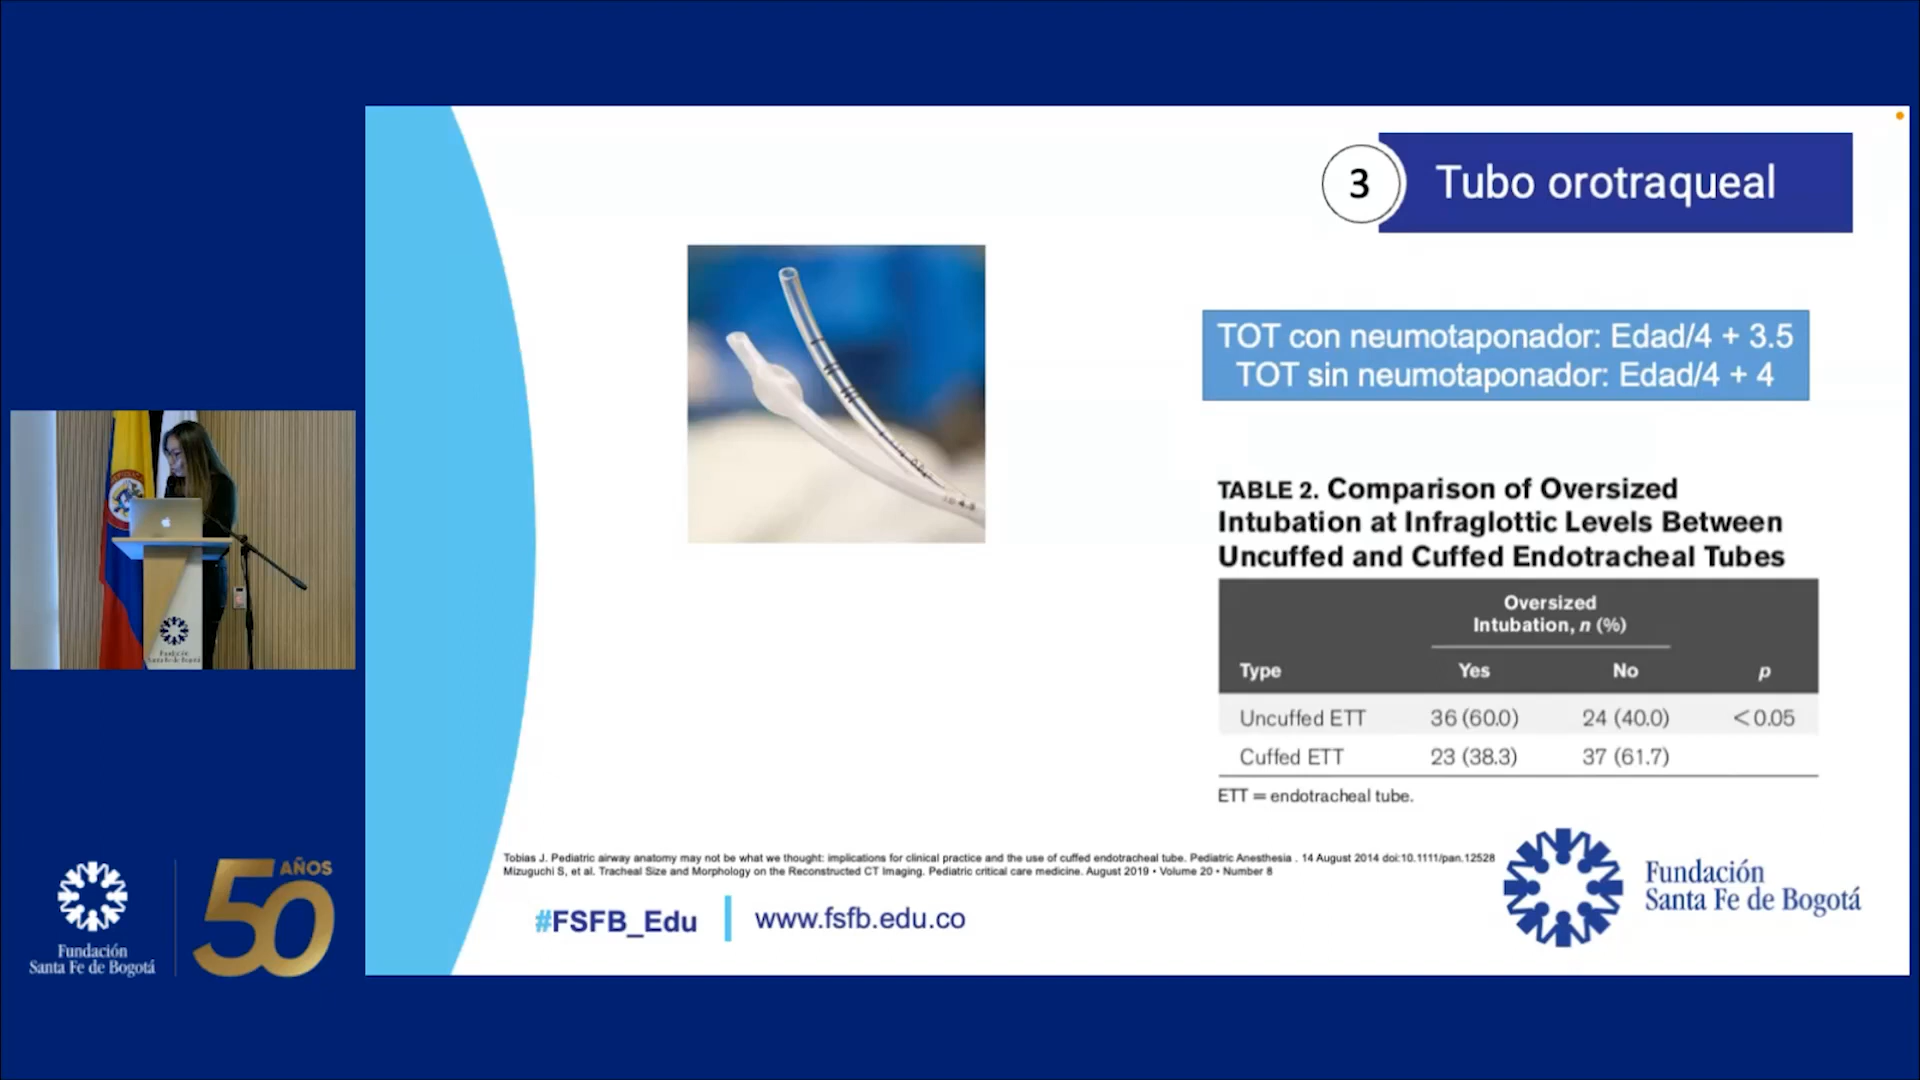 3
Tubo orotraqueal
TOT con neumotaponador: Edad/4 + 3.5
TOT sin neumotaponador: Edad/4 + 4
TABLE 2. Comparison of Oversized
Intubation at Infraglottic Levels Between
Uncuffed and Cuffed Endotracheal Tubes
Oversized
Intubation, n (%)
Type Yes No p
Uncuffed ETT 36 (60.0) 24 (40.0) <0.05
Cuffed ETT 23 (38.3) 37 (61.7)
ETT = endotracheal tube.
Tobias J. Pediatric airway anatomy may not be what we thought: implications for clinical practice and the use of cuffed endotracheal tube. Pediatric Anesthesia . 14 August 2014 doi:10.1111/pan.12528
Mizuguchi S, et al. Tracheal Size and Morphology on the Reconstructed CT Imaging. Pediatric critical care medicine. August 2019 • Volume 20 • Number 8
#FSFB_Edu www.fsfb.edu.co
Fundación
Santa Fe de Bogotá
Fundación
Santa Fe de Bogotá
Fundación
Santa Fe de Bogotá
50 AÑOS